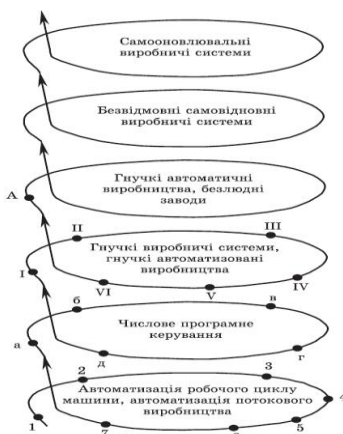 Самооновлювальні
виробничі системи
Безвідмовні самовідновні
виробничі системи
Гнучкі автоматичні
виробництва, безлюдні
заводи
А
II
III
Гнучкі виробничі системи,
гнучкі автоматизовані
виробництва
I
VI
V
IV
б
в
Числове програмне
керування
а
д
г
2
3
Автоматизація робочого циклу
машини, автоматизація потокового
виробництва
4
1
7
5